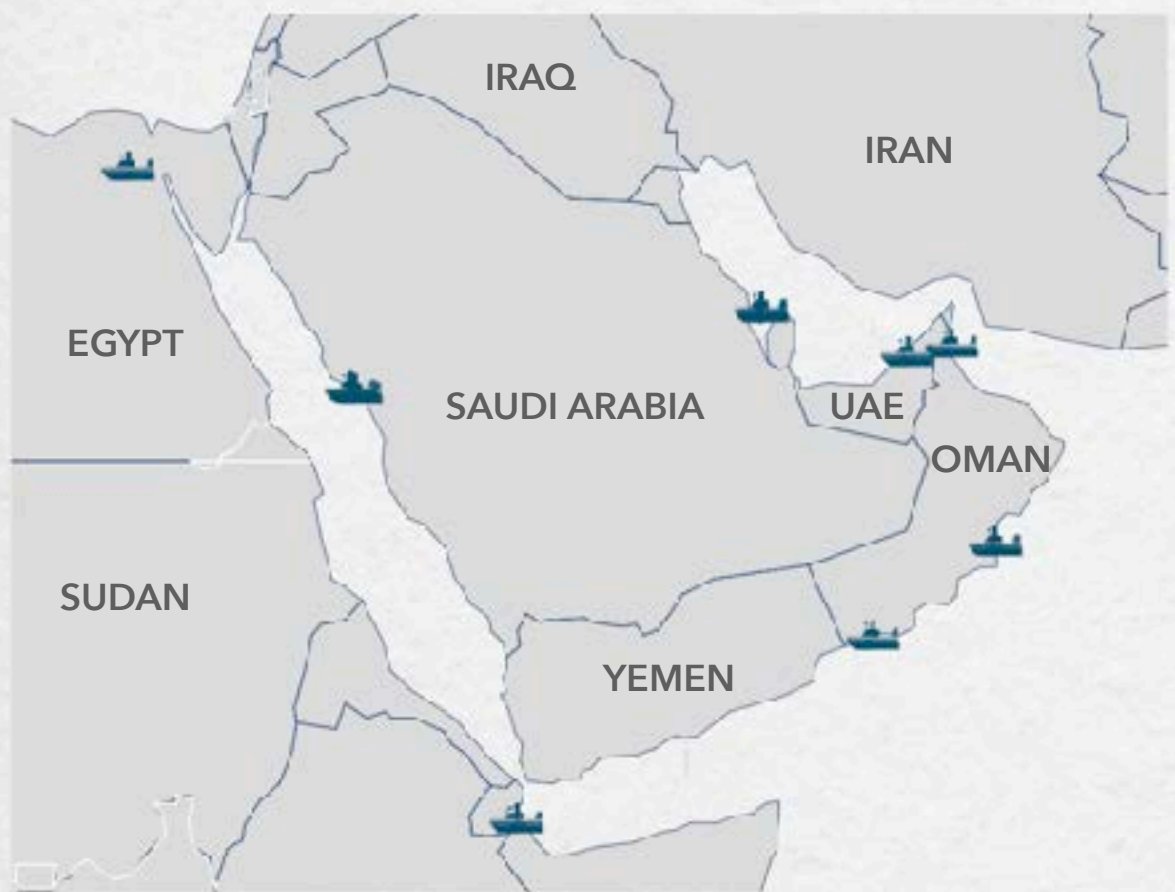 IRAQ
IRAN
EGYPT
SAUDI ARABIA
UAE
OMAN
SUDAN
YEMEN